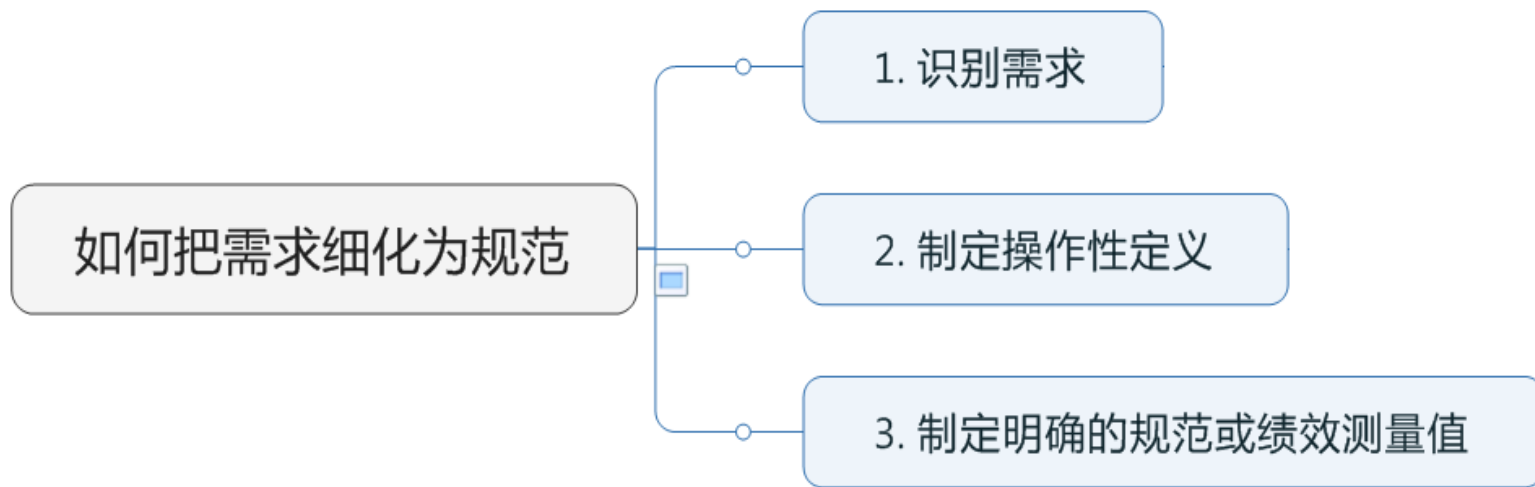 如何把需求细化为规范
1. 识别需求
2. 制定操作性定义
3. 制定明确的规范或绩效测量值